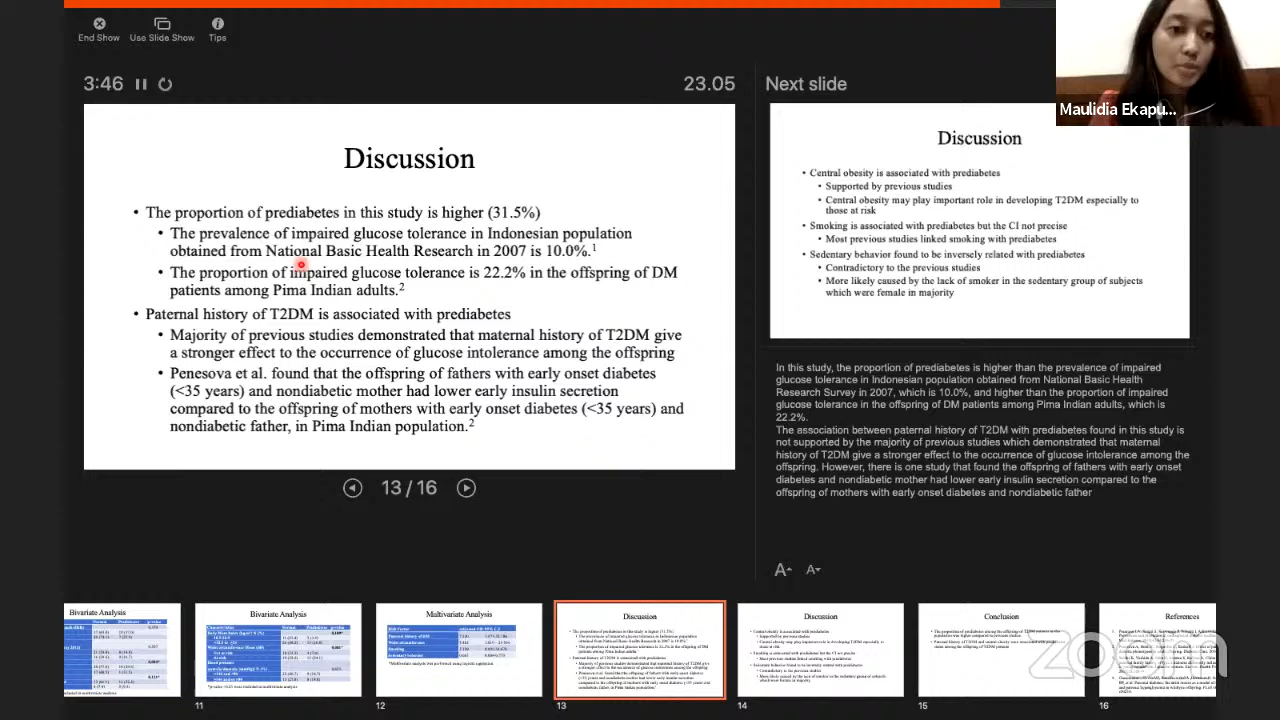 End Show
Use Slide Show
Tips
3:46
23.05
Next slide
Maulidia Ekapu...
Discussion
• The proportion of prediabetes in this study is higher (31.5%)
• The prevalence of impaired glucose tolerance in Indonesian population
obtained from National Basic Health Research in 2007 is 10.0%.1
• The proportion of impaired glucose tolerance is 22.2% in the offspring of DM
patients among Pima Indian adults.2
• Paternal history of T2DM is associated with prediabetes
• Majority of previous studies demonstrated that maternal history of T2DM give
a stronger effect to the occurrence of glucose intolerance among the offspring
• Penesova et al. found that the offspring of fathers with early onset diabetes
(<35 years) and nondiabetic mother had lower early insulin secretion
compared to the offspring of mothers with early onset diabetes (<35 years) and
nondiabetic father, in Pima Indian population.2
13 / 16
Discussion
• Central obesity is associated with prediabetes
• Supported by previous studies
• Central obesity may play important role in developing T2DM especially to
those at risk
• Smoking is associated with prediabetes but the CI not precise
• Most previous studies linked smoking with prediabetes
• Sedentary behavior found to be inversely related with prediabetes
• Contradictory to the previous studies
• More likely caused by the lack of smoker in the sedentary group of subjects
which were female in majority
In this study, the proportion of prediabetes is higher than the prevalence of impaired
glucose tolerance in Indonesian population obtained from National Basic Health
Research Survey in 2007, which is 10.0%, and higher than the proportion of impaired
glucose tolerance in the offspring of DM patients among Pima Indian adults, which is
22.2%.
The association between paternal history of T2DM with prediabetes found in this study is
not supported by the majority of previous studies which demonstrated that maternal
history of T2DM give a stronger effect to the occurrence of glucose intolerance among the
offspring. However, there is one study that found the offspring of fathers with early onset
diabetes and nondiabetic mother had lower early insulin secretion compared to the
offspring of mothers with early onset diabetes and nondiabetic father
A A
Bivariate Analysis
Bivariate Analysis
Multivariate Analysis
Discussion
Discussion
Conclusion
References
zoom
11
12
13
14
15
16